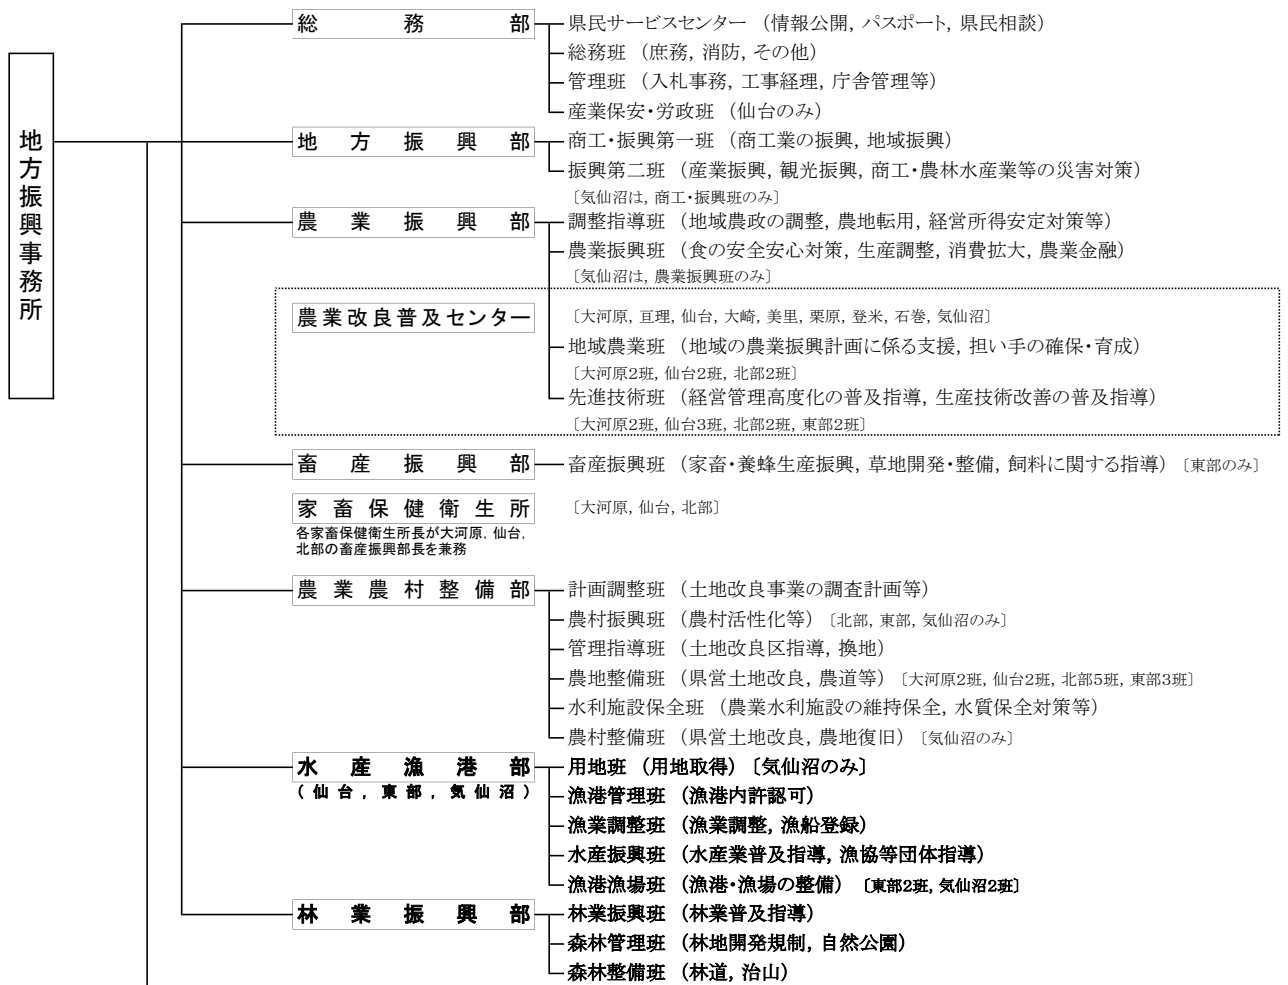 地方振興事務所
総務部 県民サービスセンター (情報公開, パスポート, 県民相談)
総務班 (庶務, 消防, その他)
管理班 (入札事務, 工事経理, 庁舎管理等)
産業保安・労政班 (仙台のみ)
地方振興部 商工・振興第一班 (商工業の振興, 地域振興)
振興第二班 (産業振興, 観光振興, 商工・農林水産業等の災害対策)
〔気仙沼は, 商工・振興班のみ〕
農業振興部 調整指導班 (地域農政の調整, 農地転用, 経営所得安定対策等)
農業振興班 (食の安全安心対策, 生産調整, 消費拡大, 農業金融)
〔気仙沼は, 農業振興班のみ〕
農業改良普及センター 〔大河原, 亘理, 仙台, 大崎, 美里, 栗原, 登米, 石巻, 気仙沼〕
地域農業班 (地域の農業振興計画に係る支援, 担い手の確保・育成)
〔大河原2班, 仙台2班, 北部2班〕
先進技術班 (経営管理高度化の普及指導, 生産技術改善の普及指導)
〔大河原2班, 仙台3班, 北部2班, 東部2班〕
畜産振興部 畜産振興班 (家畜・養蜂生産振興, 草地開発・整備, 飼料に関する指導) 〔東部のみ〕
家畜保健衛生所 〔大河原, 仙台, 北部〕
各家畜保健衛生所長が大河原, 仙台,
北部の畜産振興部長を兼務
農業農村整備部 計画調整班 (土地改良事業の調査計画等)
農村振興班 (農村活性化等) 〔北部, 東部, 気仙沼のみ〕
管理指導班 (土地改良区指導, 換地)
農地整備班 (県営土地改良, 農道等) 〔大河原2班, 仙台2班, 北部5班, 東部3班〕
水利施設保全班 (農業水利施設の維持保全, 水質保全対策等)
農村整備班 (県営土地改良, 農地復旧) 〔気仙沼のみ〕
水産漁港部 用地班 (用地取得) 〔気仙沼のみ〕
(仙台, 東部, 気仙沼) 漁港管理班 (漁港内許認可)
漁業調整班 (漁業調整, 漁船登録)
水産振興班 (水産業普及指導, 漁協等団体指導)
漁港漁場班 (漁港・漁場の整備) 〔東部2班, 気仙沼2班〕
林業振興部 林業振興班 (林業普及指導)
森林管理班 (林地開発規制, 自然公園)
森林整備班 (林道, 治山)